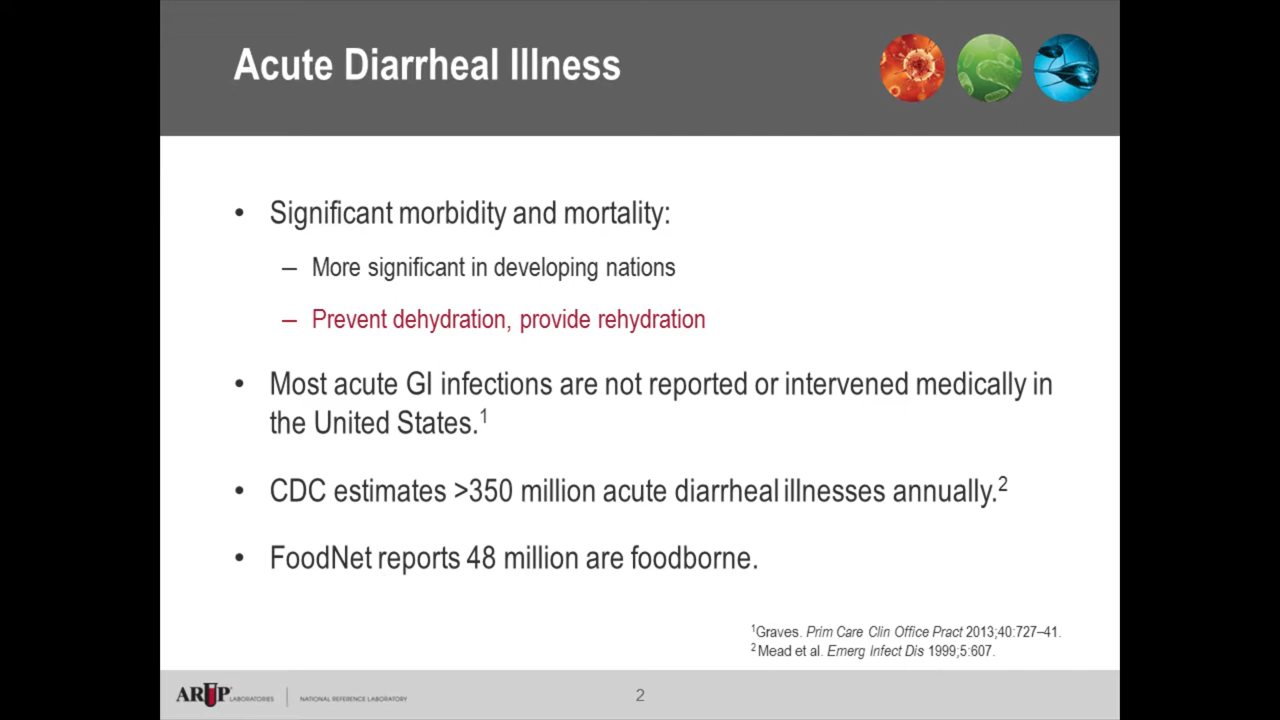 Acute Diarrheal Illness
• Significant morbidity and mortality:
– More significant in developing nations
– Prevent dehydration, provide rehydration
• Most acute GI infections are not reported or intervened medically in
the United States.¹
• CDC estimates >350 million acute diarrheal illnesses annually.²
• FoodNet reports 48 million are foodborne.
¹Graves. Prim Care Clin Office Pract 2013;40:727–41.
²Mead et al. Emerg Infect Dis 1999;5:607.
ARUP LABORATORIES | NATIONAL REFERENCE LABORATORY
2